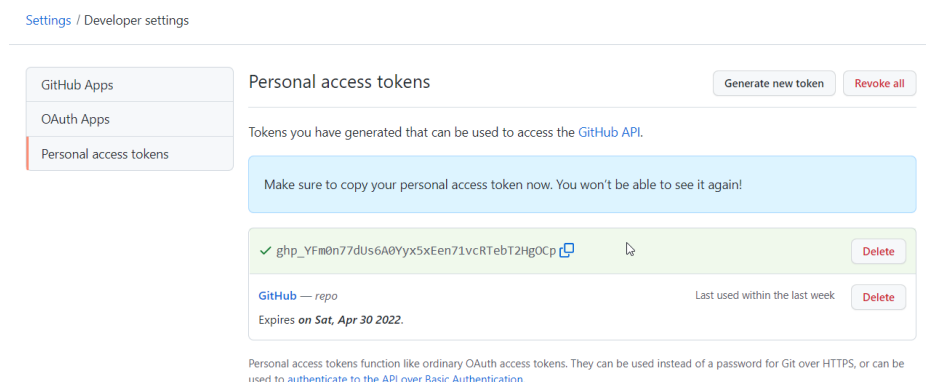 Settings / Developer settings
GitHub Apps
OAuth Apps
Personal access tokens
Personal access tokens
Generate new token
Revoke all
Tokens you have generated that can be used to access the GitHub API.
Make sure to copy your personal access token now. You won't be able to see it again!
✓ 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
Delete
GitHub — repo
Last used within the last week
Delete
Expires on Sat, Apr 30 2022.
Personal access tokens function like ordinary OAuth access tokens. They can be used instead of a password for Git over HTTPS, or can be
used to authenticate to the API over Basic Authentication.